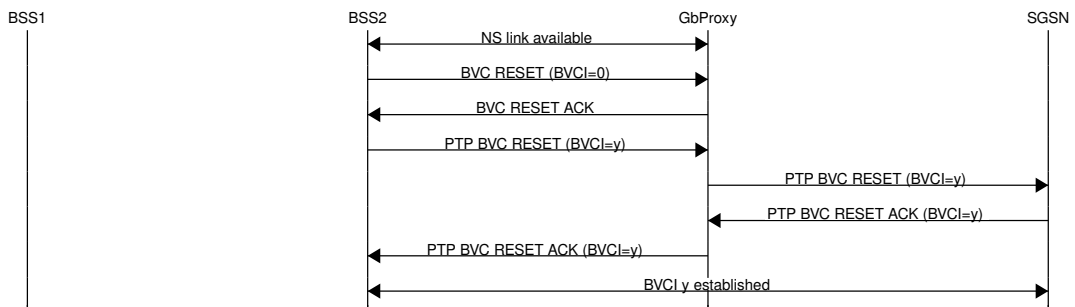 BSS1 BSS2 GbProxy SGSN
NS link available
BVC RESET (BVCI=0)
BVC RESET ACK
PTP BVC RESET (BVCI=y)
PTP BVC RESET (BVCI=y)
PTP BVC RESET ACK (BVCI=y)
PTP BVC RESET ACK (BVCI=y)
BVCI y established